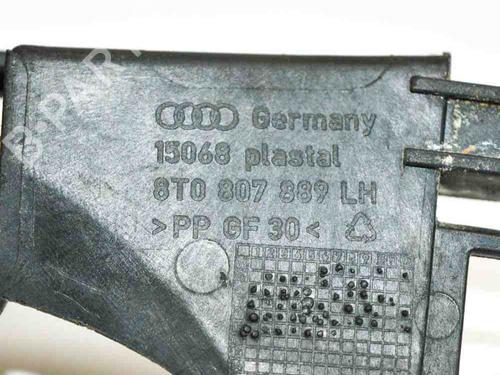 Germany
15068 plastal
8T0 807 889 LH
>PP GF 30<